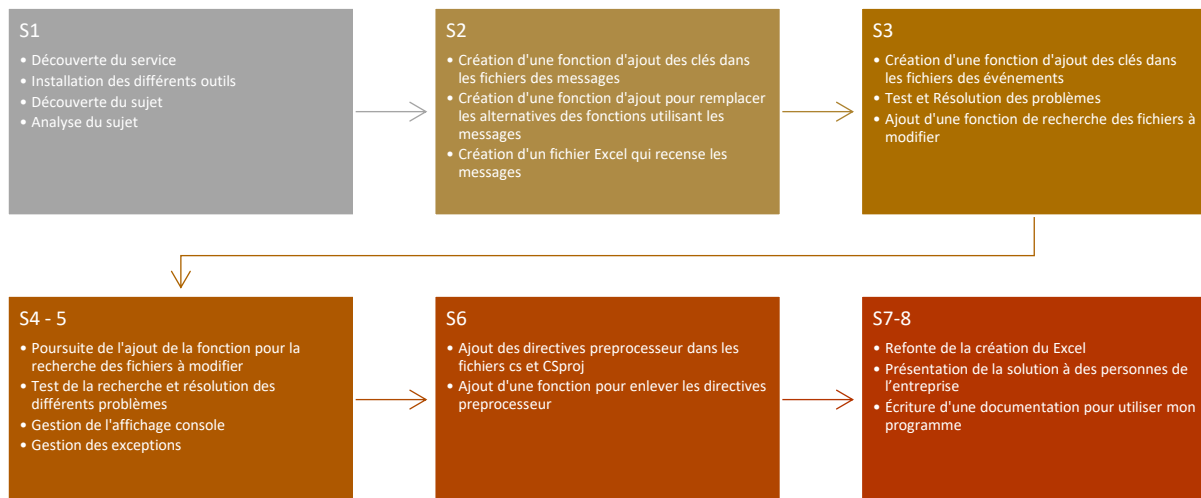 S1
• Découverte du service
• Installation des différents outils
• Découverte du sujet
• Analyse du sujet
S2
• Création d'une fonction d'ajout des clés dans
les fichiers des messages
• Création d'une fonction d'ajout pour remplacer
les alternatives des fonctions utilisant les
messages
• Création d'un fichier Excel qui recense les
messages
S3
• Création d'une fonction d'ajout des clés dans
les fichiers des événements
• Test et Résolution des problèmes
• Ajout d'une fonction de recherche des fichiers à
modifier
S4 - 5
• Poursuite de l'ajout de la fonction pour la
recherche des fichiers à modifier
• Test de la recherche et résolution des
différents problèmes
• Gestion de l'affichage console
• Gestion des exceptions
S6
• Ajout des directives preprocesseur dans les
fichiers cs et CSproj
• Ajout d'une fonction pour enlever les directives
preprocesseur
S7-8
• Refonte de la création du Excel
• Présentation de la solution à des personnes de
l’entreprise
• Écriture d'une documentation pour utiliser mon
programme